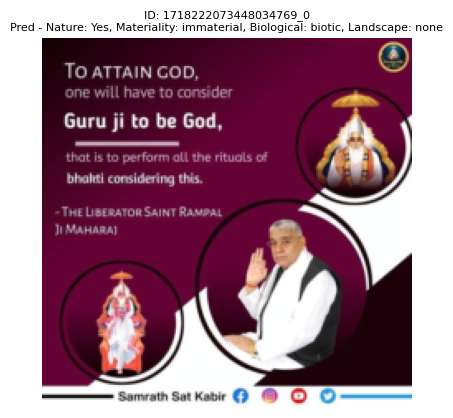 ID: 1718222073448034769_0
Pred - Nature: Yes, Materiality: immaterial, Biological: biotic, Landscape: none
To attain god,
one will have to consider
Guru ji to be God,
that is to perform all the rituals of
bhakti considering this.
- The Liberator Saint Rampal
Ji Maharaj
Samrath Sat Kabir